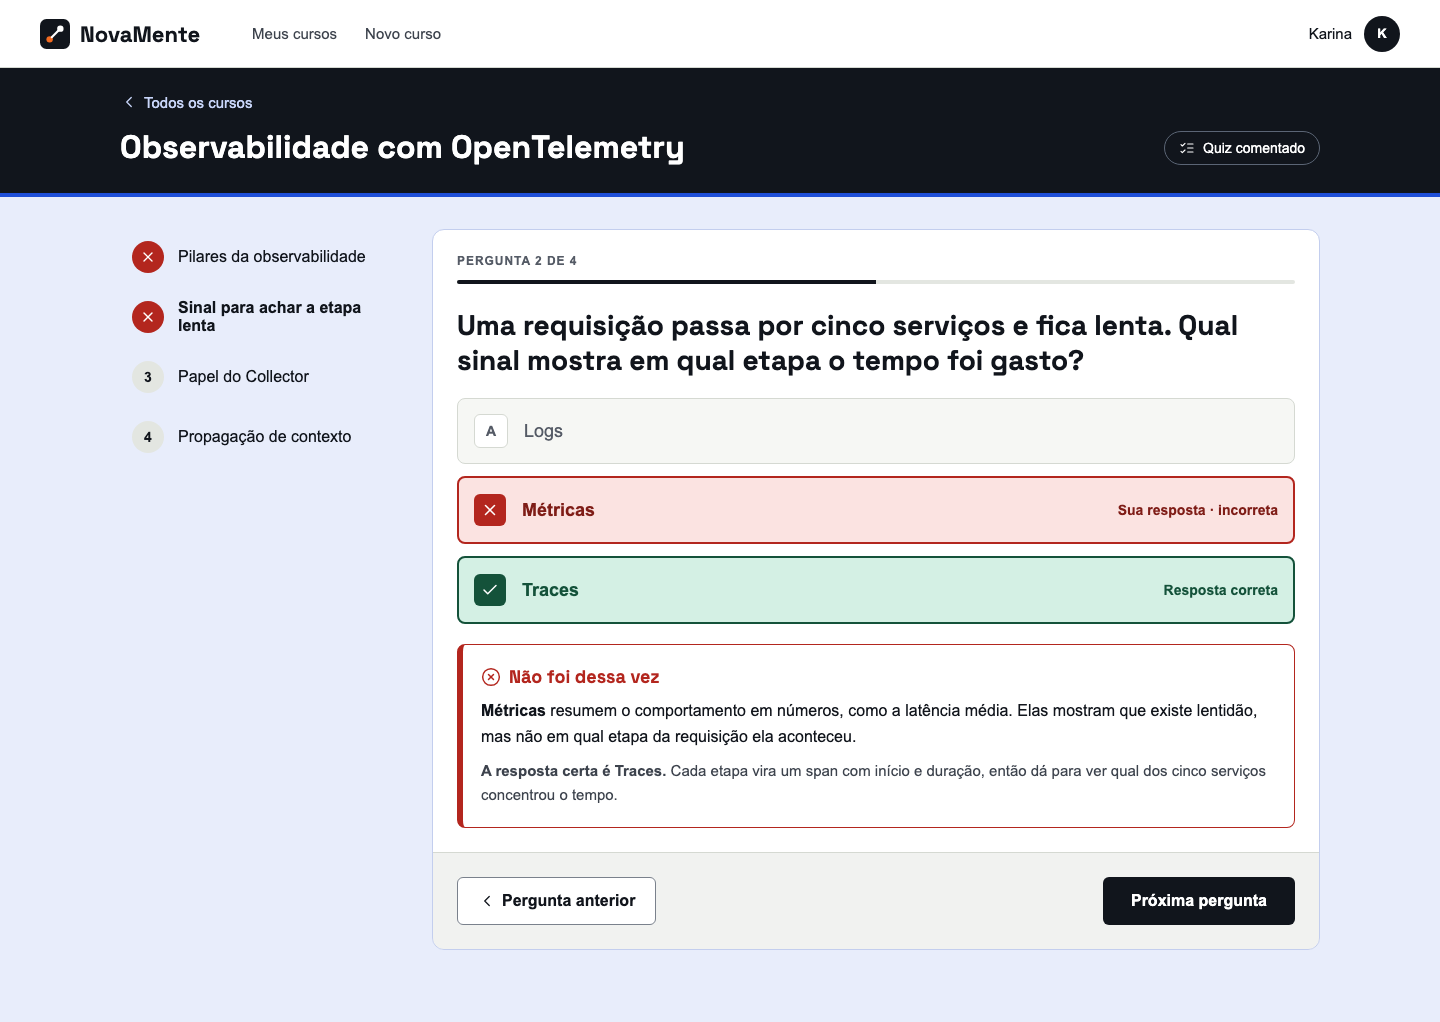 NovaMente
Meus cursos
Novo curso
Karina
K
Todos os cursos
Observabilidade com OpenTelemetry
Quiz comentado
Pilares da observabilidade
Sinal para achar a etapa
lenta
3
Papel do Collector
4
Propagação de contexto
PERGUNTA 2 DE 4
Uma requisição passa por cinco serviços e fica lenta. Qual
sinal mostra em qual etapa o tempo foi gasto?
A
Logs
Métricas
Sua resposta · incorreta
Traces
Resposta correta
Não foi dessa vez
Métricas resumem o comportamento em números, como a latência média. Elas mostram que existe lentidão,
mas não em qual etapa da requisição ela aconteceu.
A resposta certa é Traces. Cada etapa vira um span com início e duração, então dá para ver qual dos cinco serviços
concentrou o tempo.
Pergunta anterior
Próxima pergunta